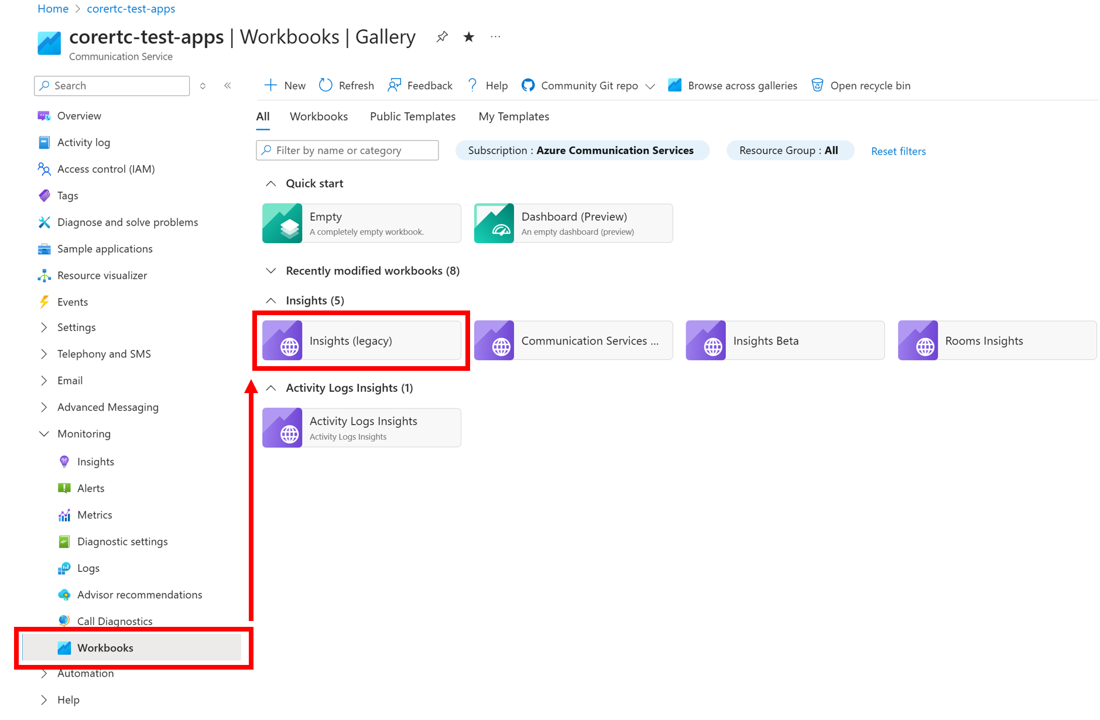 Home > corertc-test-apps
corertc-test-apps | Workbooks | Gallery ...
Communication Service
Search
Overview
Activity log
Access control (IAM)
Tags
Diagnose and solve problems
Sample applications
Resource visualizer
Events
Settings
Telephony and SMS
Email
Advanced Messaging
Monitoring
Insights
Alerts
Metrics
Diagnostic settings
Logs
Advisor recommendations
Call Diagnostics
Workbooks
Automation
Help
New Refresh Feedback Help Community Git repo Browse across galleries Open recycle bin
All Workbooks Public Templates My Templates
Filter by name or category Subscription : Azure Communication Services Resource Group : All Reset filters
Quick start
Empty
A completely empty workbook.
Dashboard (Preview)
An empty dashboard (preview)
Recently modified workbooks (8)
Insights (5)
Insights (legacy)
Communication Services ...
Insights Beta
Rooms Insights
Activity Logs Insights (1)
Activity Logs Insights
Activity Logs Insights